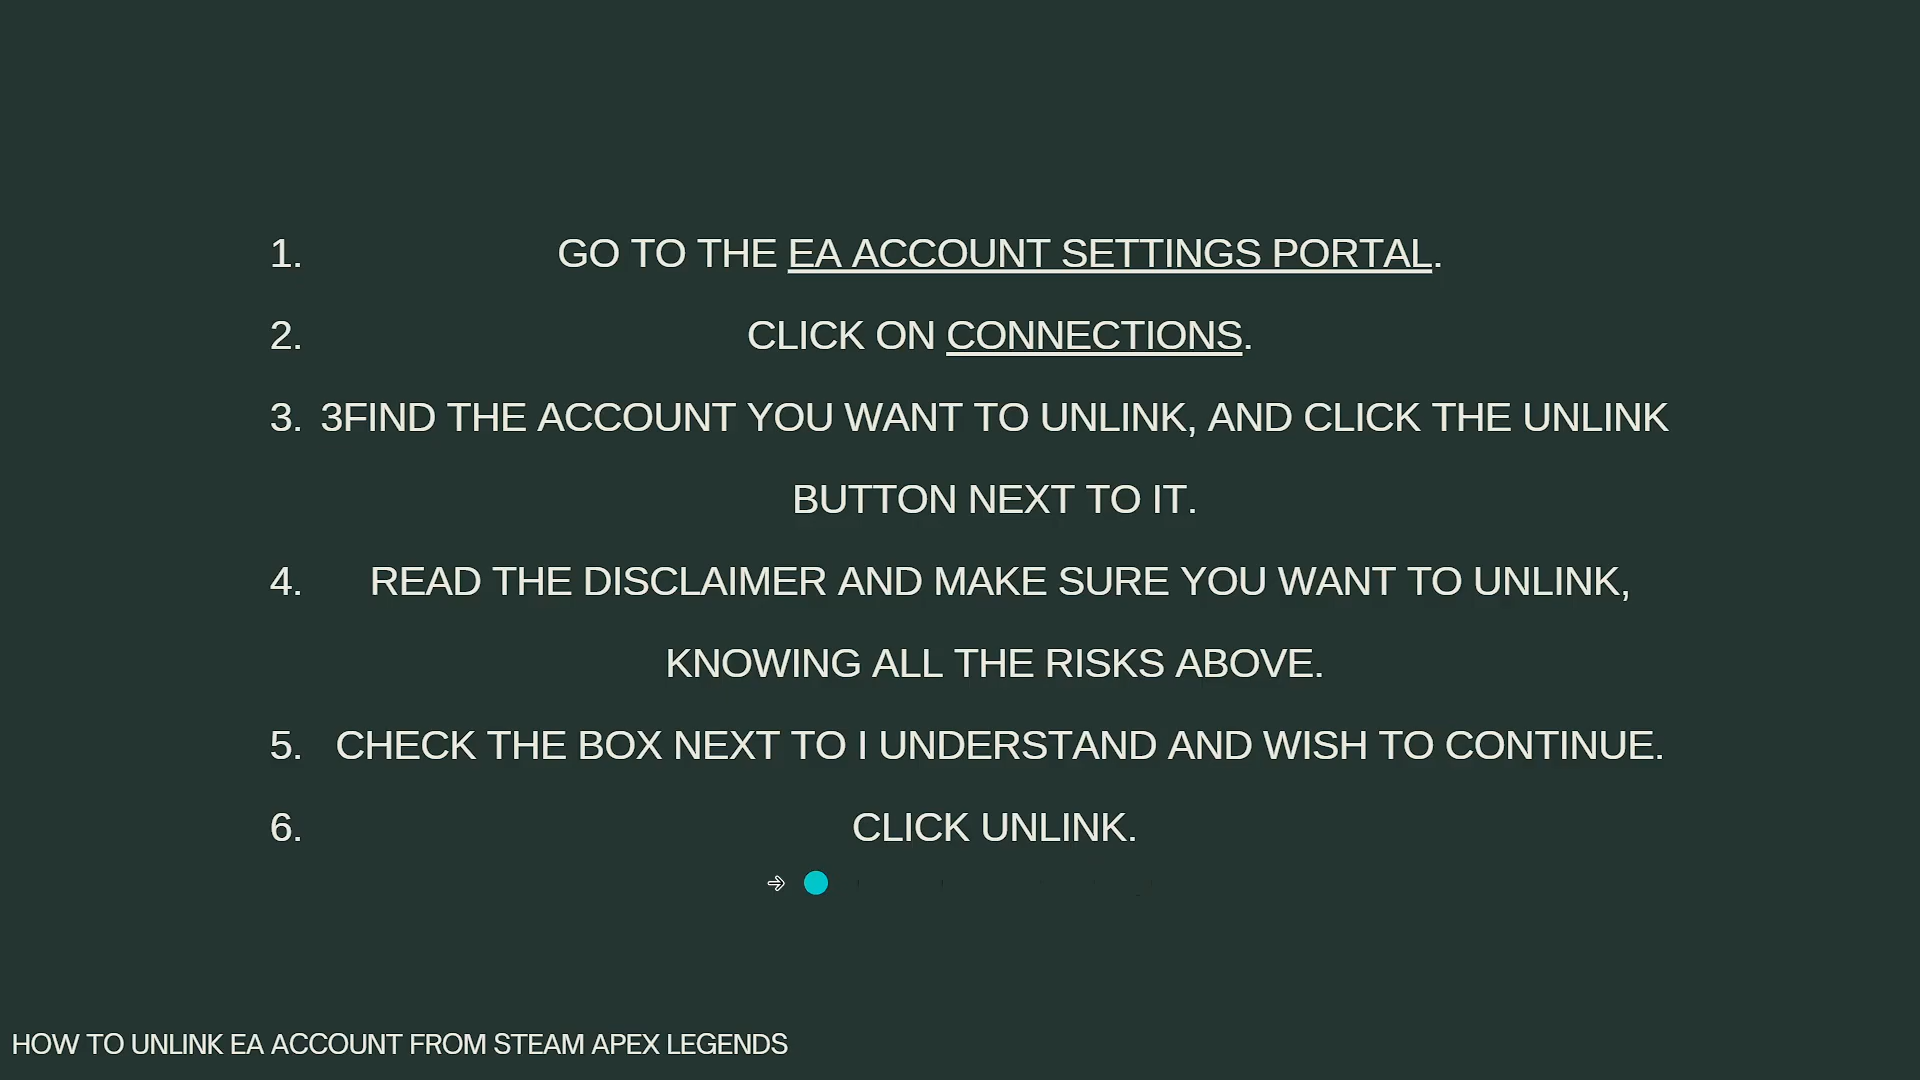 1. GO TO THE EA ACCOUNT SETTINGS PORTAL.
2. CLICK ON CONNECTIONS.
3. 3FIND THE ACCOUNT YOU WANT TO UNLINK, AND CLICK THE UNLINK
BUTTON NEXT TO IT.
4. READ THE DISCLAIMER AND MAKE SURE YOU WANT TO UNLINK,
KNOWING ALL THE RISKS ABOVE.
5. CHECK THE BOX NEXT TO I UNDERSTAND AND WISH TO CONTINUE.
6. CLICK UNLINK.
HOW TO UNLINK EA ACCOUNT FROM STEAM APEX LEGENDS